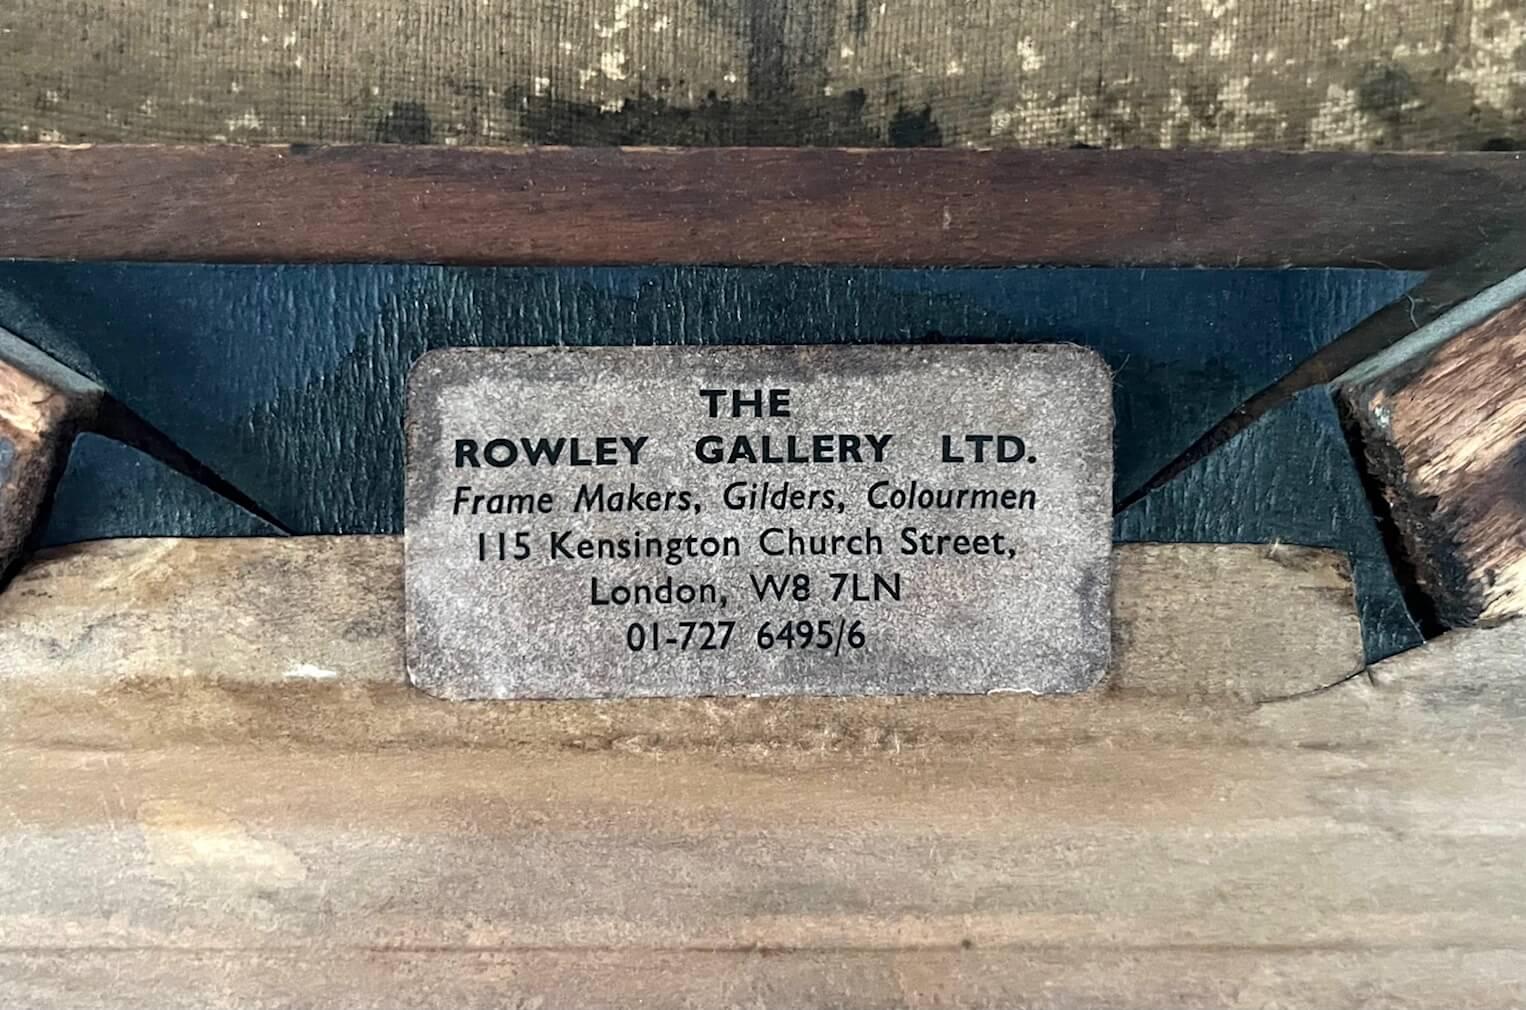 THE
ROWLEY GALLERY LTD.
Frame Makers, Gilders, Colourmen
115 Kensington Church Street,
London, W8 7LN
01-727 6495/6